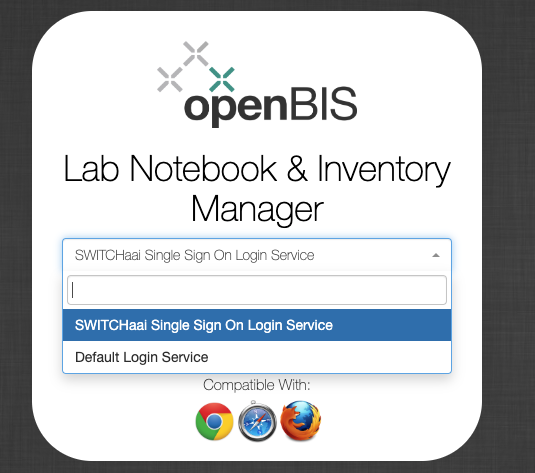 openBIS
Lab Notebook & Inventory
Manager
SWITCHaai Single Sign On Login Service
SWITCHaai Single Sign On Login Service
Default Login Service
Compatible With: